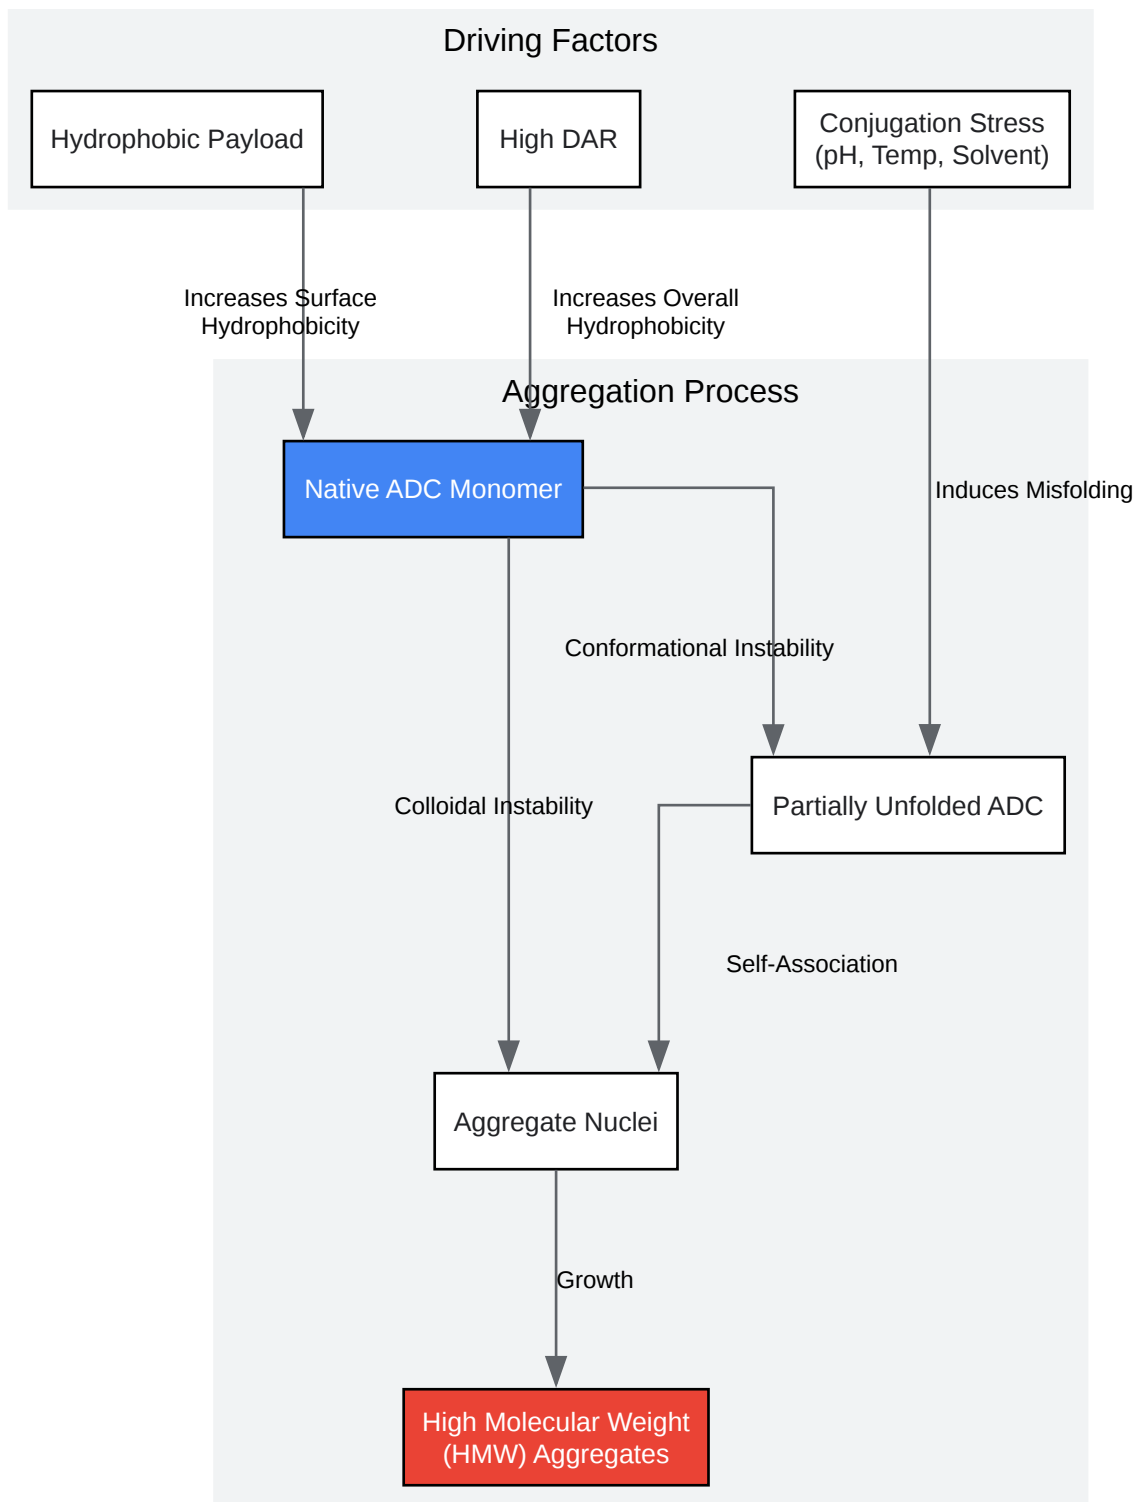 Driving Factors
Hydrophobic Payload
High DAR
Conjugation Stress
(pH, Temp, Solvent)
Increases Surface
Hydrophobicity
Increases Overall
Hydrophobicity
Aggregation Process
Native ADC Monomer
Induces Misfolding
Conformational Instability
Colloidal Instability
Partially Unfolded ADC
Self-Association
Aggregate Nuclei
Growth
High Molecular Weight
(HMW) Aggregates